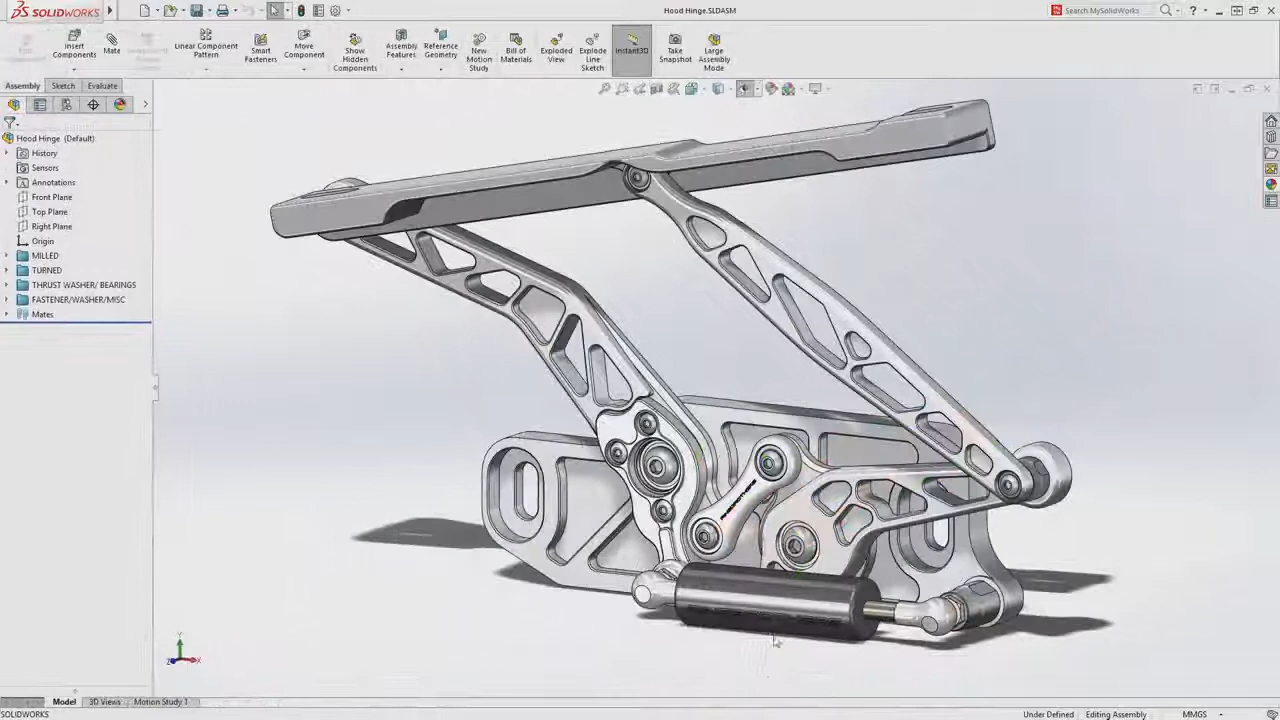 SOLIDWORKS
Hood Hinge.SLDASM
Search MySolidWorks
Insert
Components
Mate
Linear Component
Pattern
Smart
Fasteners
Move
Component
Show
Hidden
Components
Assembly
Features
Reference
Geometry
New
Motion
Study
Bill of
Materials
Exploded
View
Explode
Line
Sketch
Instant3D
Take
Snapshot
Large
Assembly
Mode
Assembly
Sketch
Evaluate
Hood Hinge (Default)
History
Sensors
Annotations
Front Plane
Top Plane
Right Plane
Origin
MILLED
TURNED
THRUST WASHER/ BEARINGS
FASTENER/WASHER/MISC
Mates
Y
X
Z
Model
3D Views
Motion Study 1
SOLIDWORKS
Under Defined
Editing Assembly
MMGS